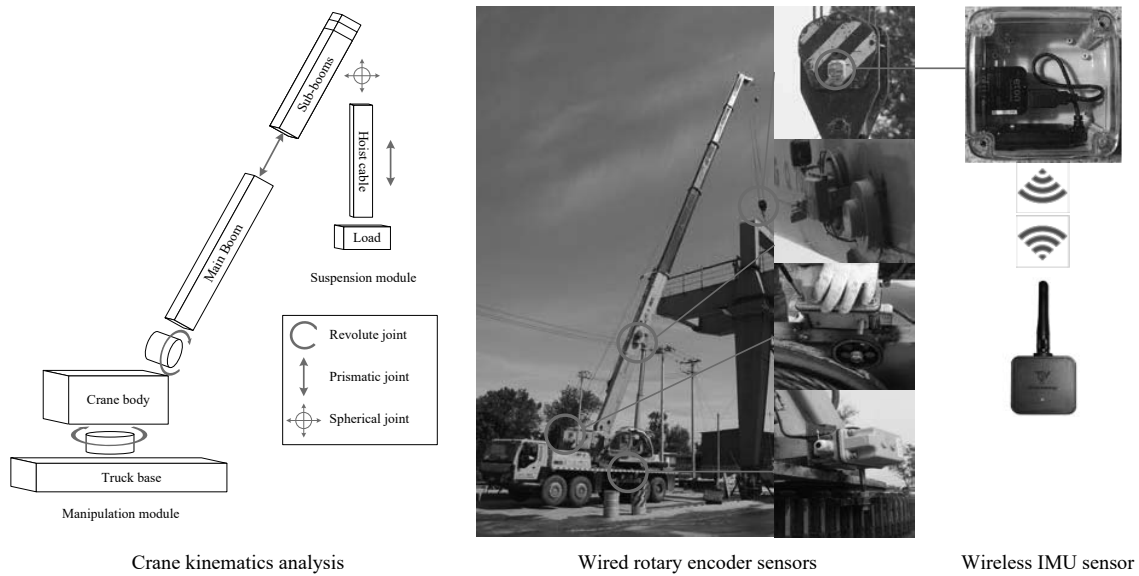 Sub-booms
Hoist cable
Load
Main Boom
Suspension module
Revolute joint
Prismatic joint
Spherical joint
Crane body
Truck base
Manipulation module
Crane kinematics analysis
Wired rotary encoder sensors
Wireless IMU sensor